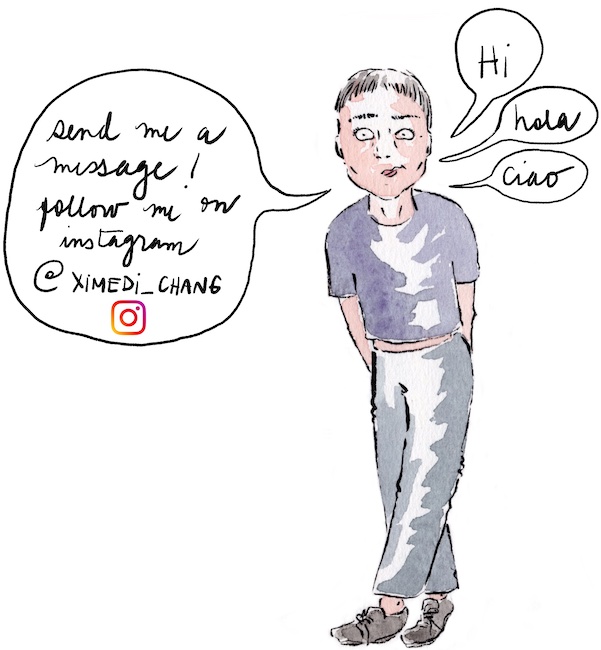 send me a
message!
follow me on
instagram
@XiMEDi_CHANG
Hi
hola
ciao